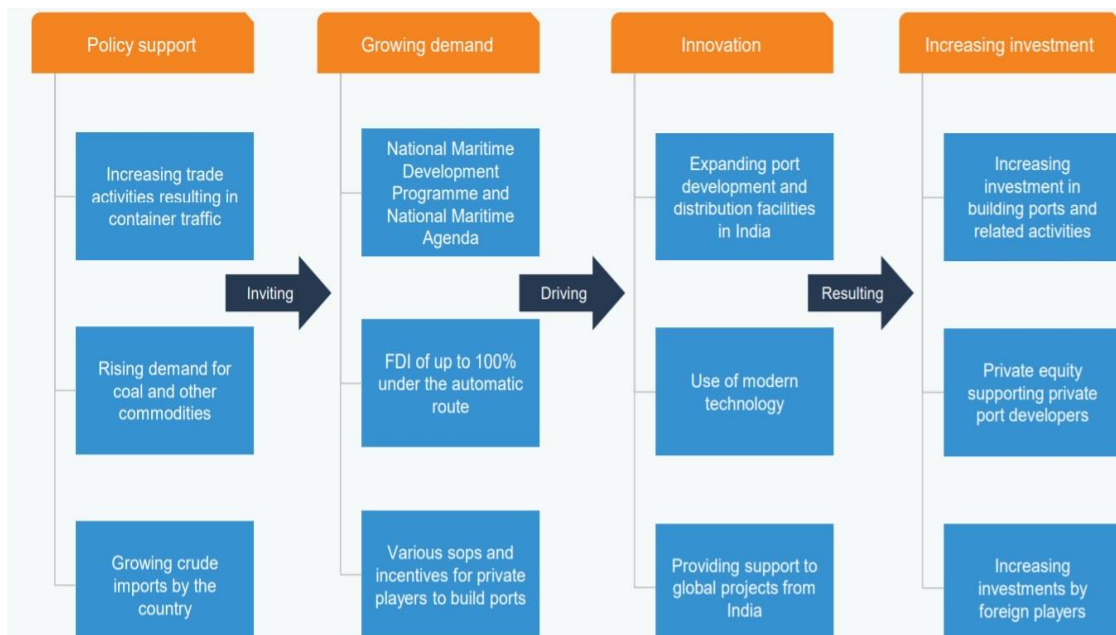 Policy support
Increasing trade
activities resulting in
container traffic
Rising demand for
coal and other
commodities
Growing crude
imports by the
country
Inviting
Growing demand
National Maritime
Development
Programme and
National Maritime
Agenda
FDI of up to 100%
under the automatic
route
Various sops and
incentives for private
players to build ports
Driving
Innovation
Expanding port
development and
distribution facilities
in India
Use of modern
technology
Providing support to
global projects from
India
Resulting
Increasing investment
Increasing
investment in
building ports and
related activities
Private equity
supporting private
port developers
Increasing
investments by
foreign players